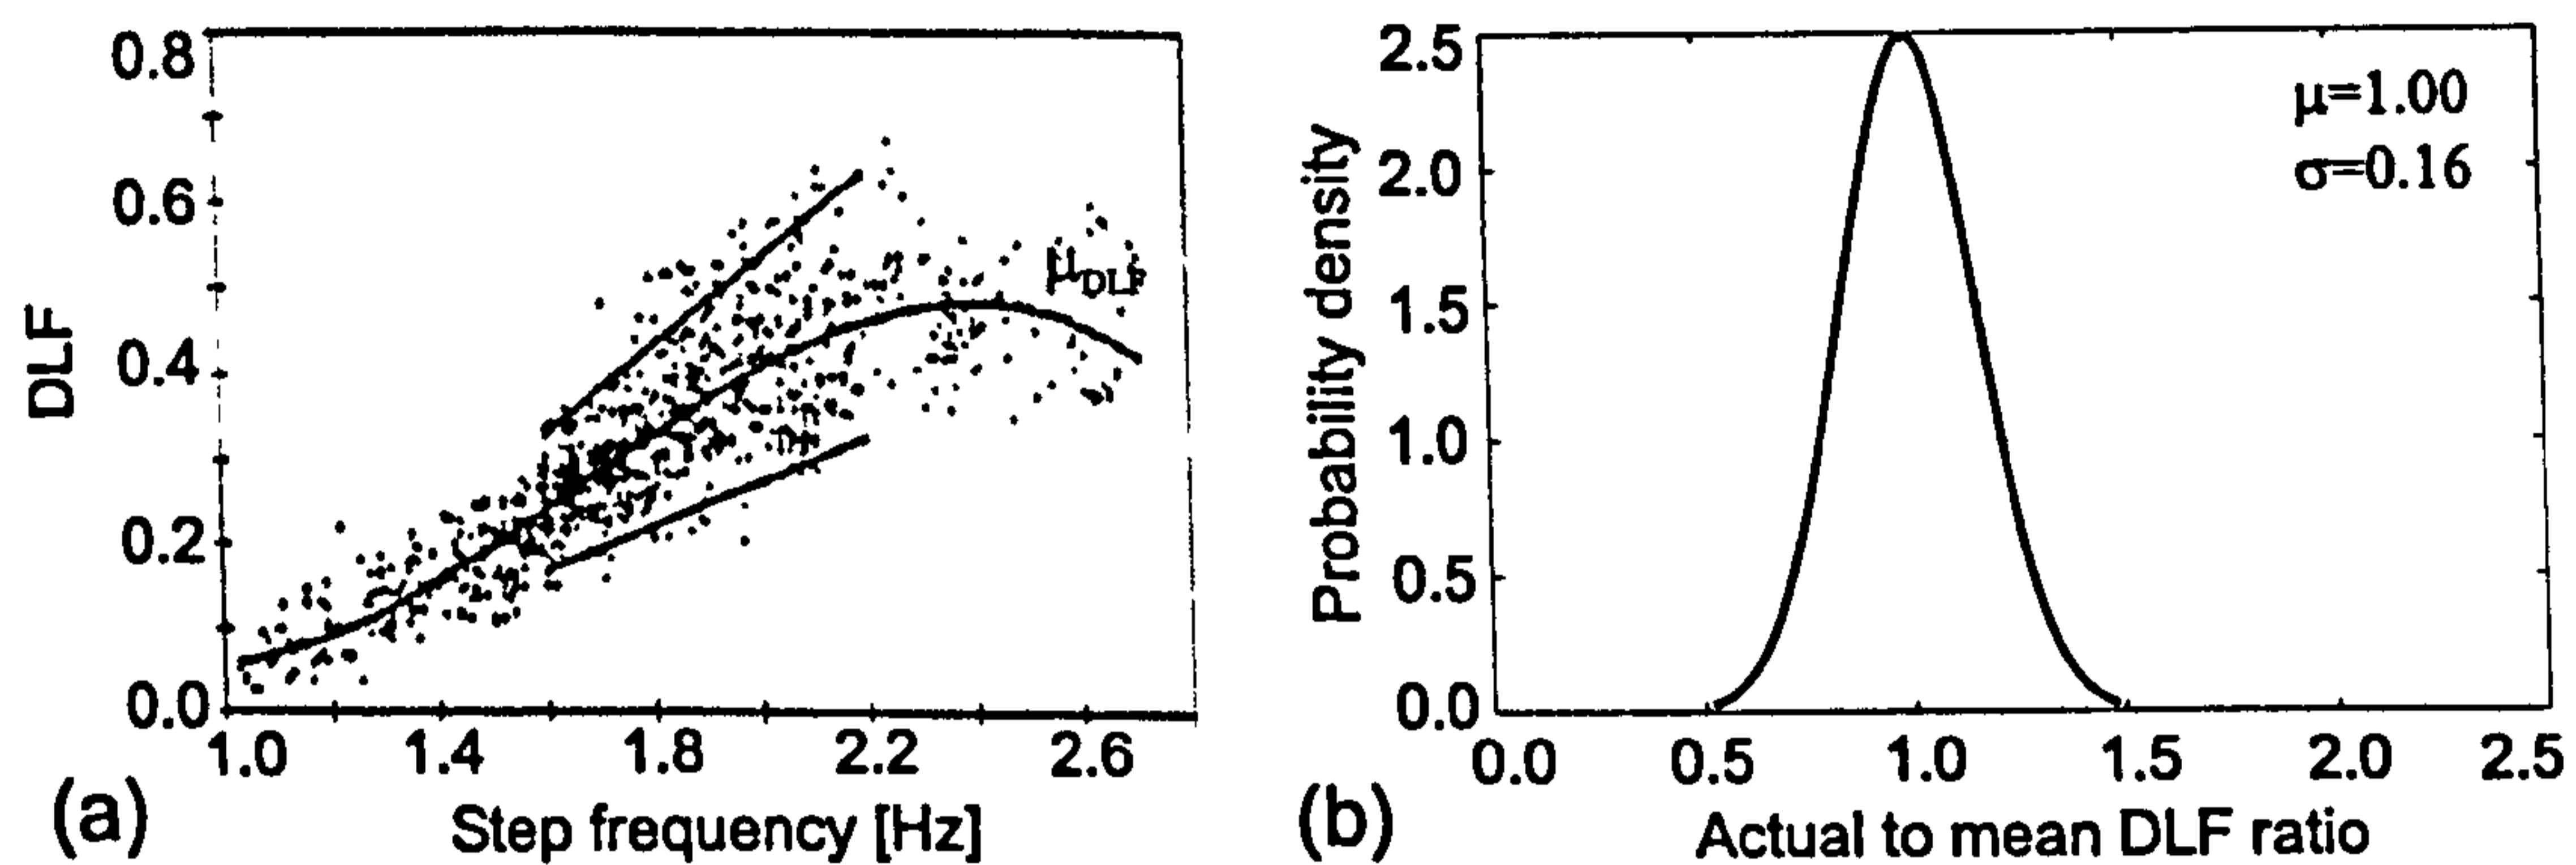 0.8
0.6
0.4
0.2
0.0
DLF
μDLF
1.0 1.4 1.8 2.2 2.6
Step frequency [Hz]
(a)
2.5
2.0
1.5
1.0
0.5
0.0
Probability density
μ=1.00
σ=0.16
0.0 0.5 1.0 1.5 2.0 2.5
Actual to mean DLF ratio
(b)